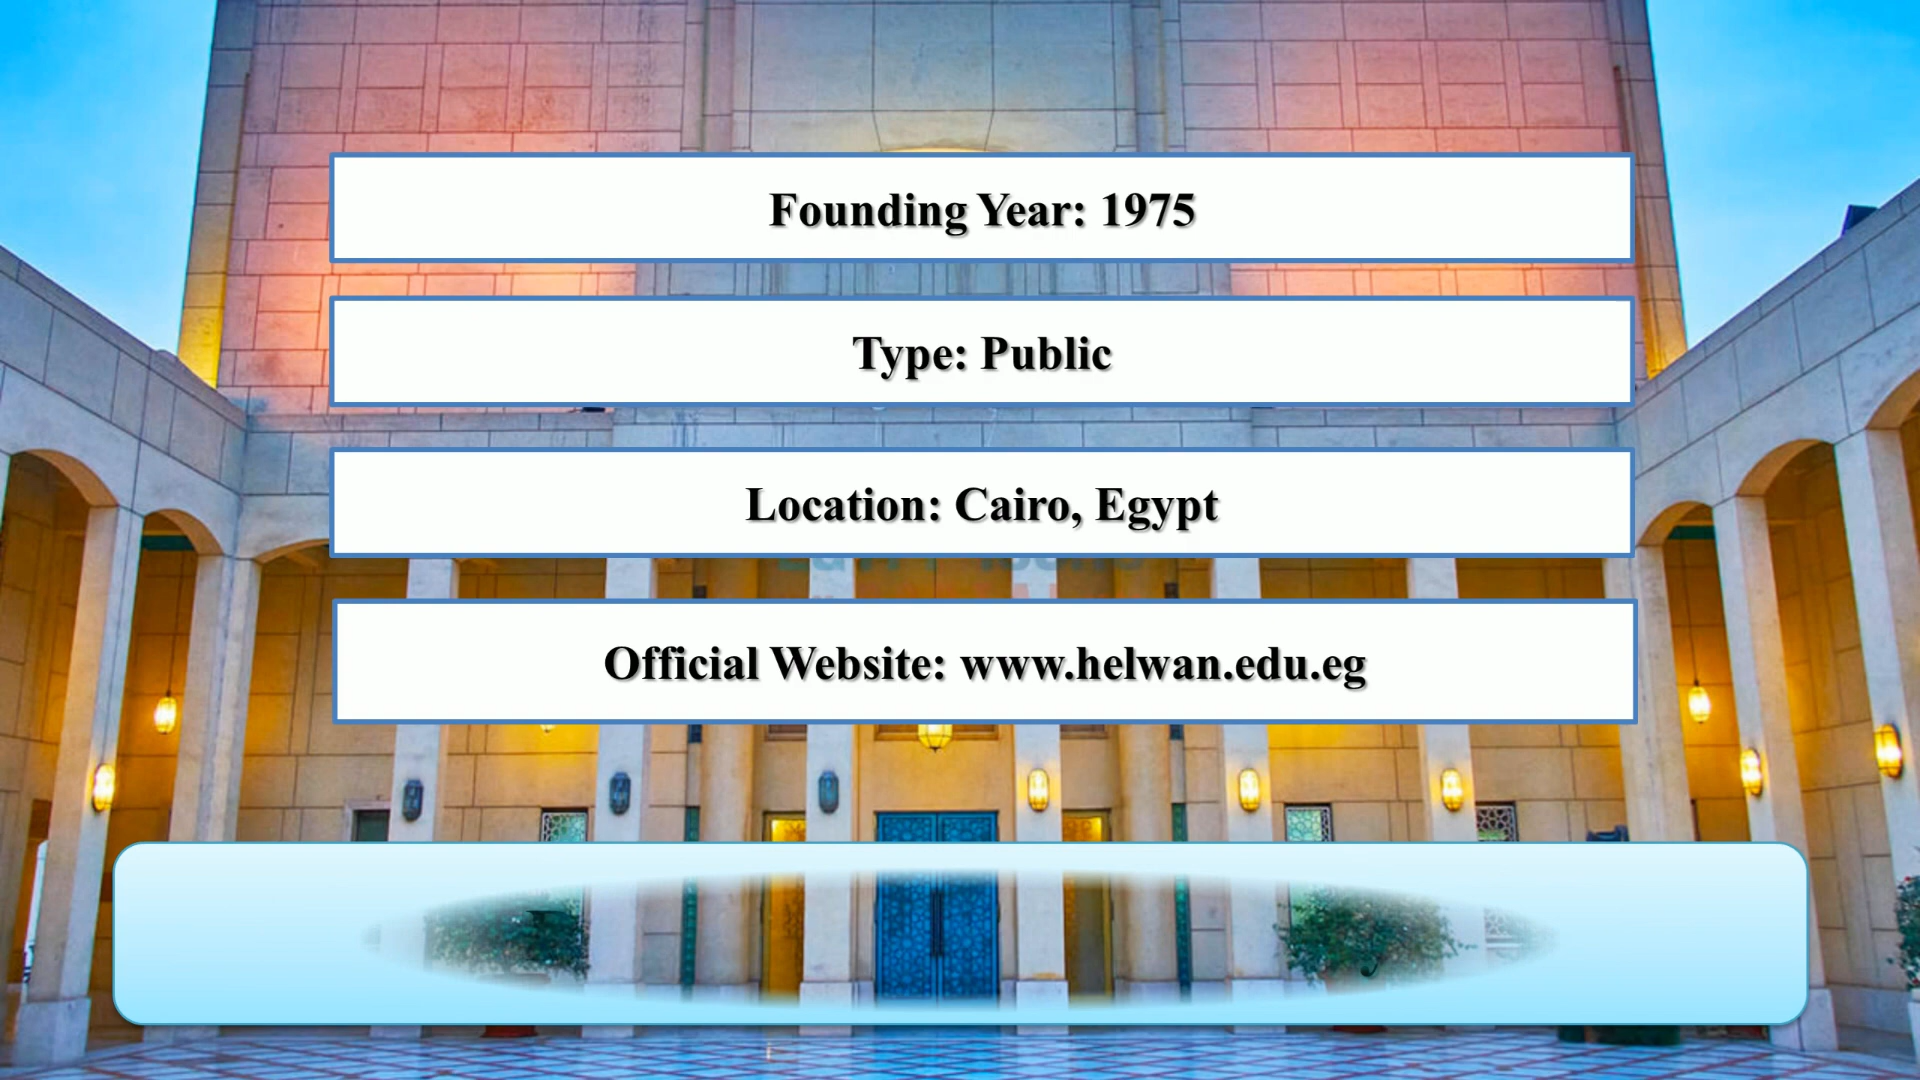 Founding Year: 1975
Type: Public
Location: Cairo, Egypt
Official Website: www.helwan.edu.eg